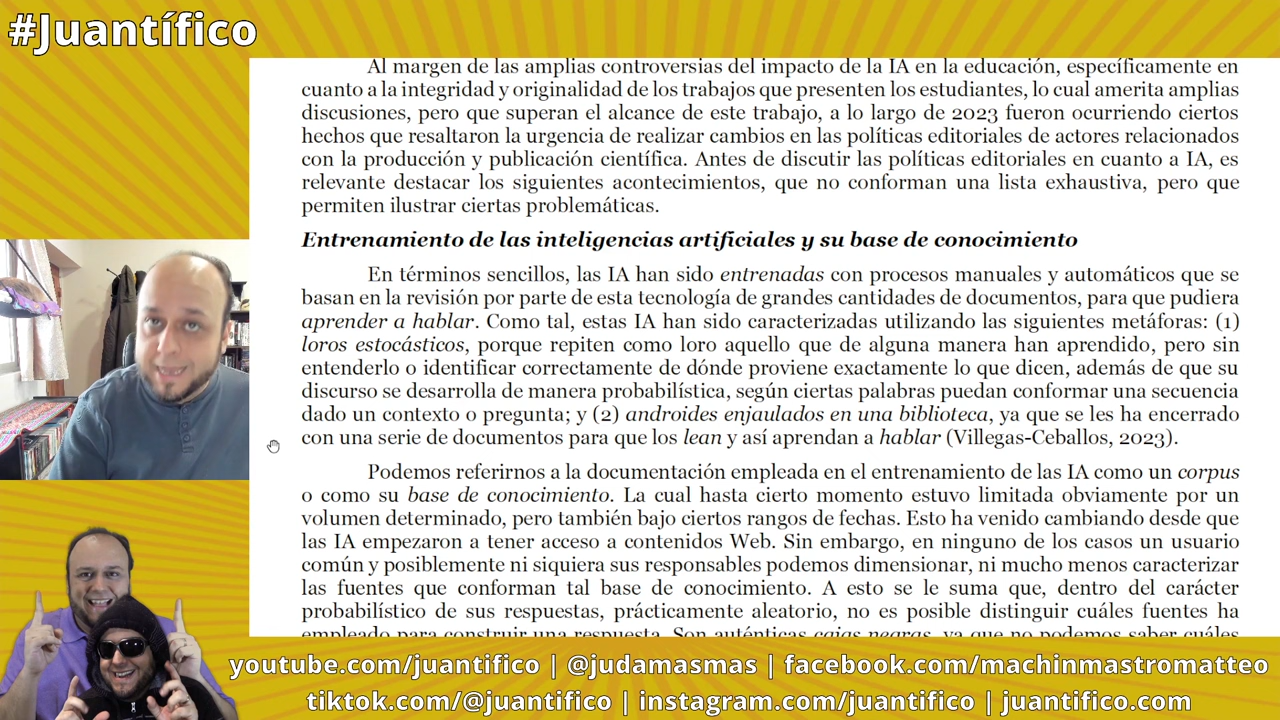 #Juantífico
Al margen de las amplias controversias del impacto de la IA en la educación, específicamente en
cuanto a la integridad y originalidad de los trabajos que presenten los estudiantes, lo cual amerita amplias
discusiones, pero que superan el alcance de este trabajo, a lo largo de 2023 fueron ocurriendo ciertos
hechos que resaltaron la urgencia de realizar cambios en las políticas editoriales de actores relacionados
con la producción y publicación científica. Antes de discutir las políticas editoriales en cuanto a IA, es
relevante destacar los siguientes acontecimientos, que no conforman una lista exhaustiva, pero que
permiten ilustrar ciertas problemáticas.
Entrenamiento de las inteligencias artificiales y su base de conocimiento
En términos sencillos, las IA han sido entrenadas con procesos manuales y automáticos que se
basan en la revisión por parte de esta tecnología de grandes cantidades de documentos, para que pudiera
aprender a hablar. Como tal, estas IA han sido caracterizadas utilizando las siguientes metáforas: (1)
loros estocásticos, porque repiten como loro aquello que de alguna manera han aprendido, pero sin
entenderlo o identificar correctamente de dónde proviene exactamente lo que dicen, además de que su
discurso se desarrolla de manera probabilística, según ciertas palabras puedan conformar una secuencia
dado un contexto o pregunta; y (2) androides enjaulados en una biblioteca, ya que se les ha encerrado
con una serie de documentos para que los lean y así aprendan a hablar (Villegas-Ceballos, 2023).
Podemos referirnos a la documentación empleada en el entrenamiento de las IA como un corpus
o como su base de conocimiento. La cual hasta cierto momento estuvo limitada obviamente por un
volumen determinado, pero también bajo ciertos rangos de fechas. Esto ha venido cambiando desde que
las IA empezaron a tener acceso a contenidos Web. Sin embargo, en ninguno de los casos un usuario
común y posiblemente ni siquiera sus responsables podemos dimensionar, ni mucho menos caracterizar
las fuentes que conforman tal base de conocimiento. A esto se le suma que, dentro del carácter
probabilístico de sus respuestas, prácticamente aleatorio, no es posible distinguir cuáles fuentes ha
empleado para construir una respuesta. Son auténticas cajas negras, ya que no podemos saber cuáles
youtube.com/juantifico | @judamasmas | facebook.com/machinmastromatteo
tiktok.com/@juantifico | instagram.com/juantifico | juantifico.com